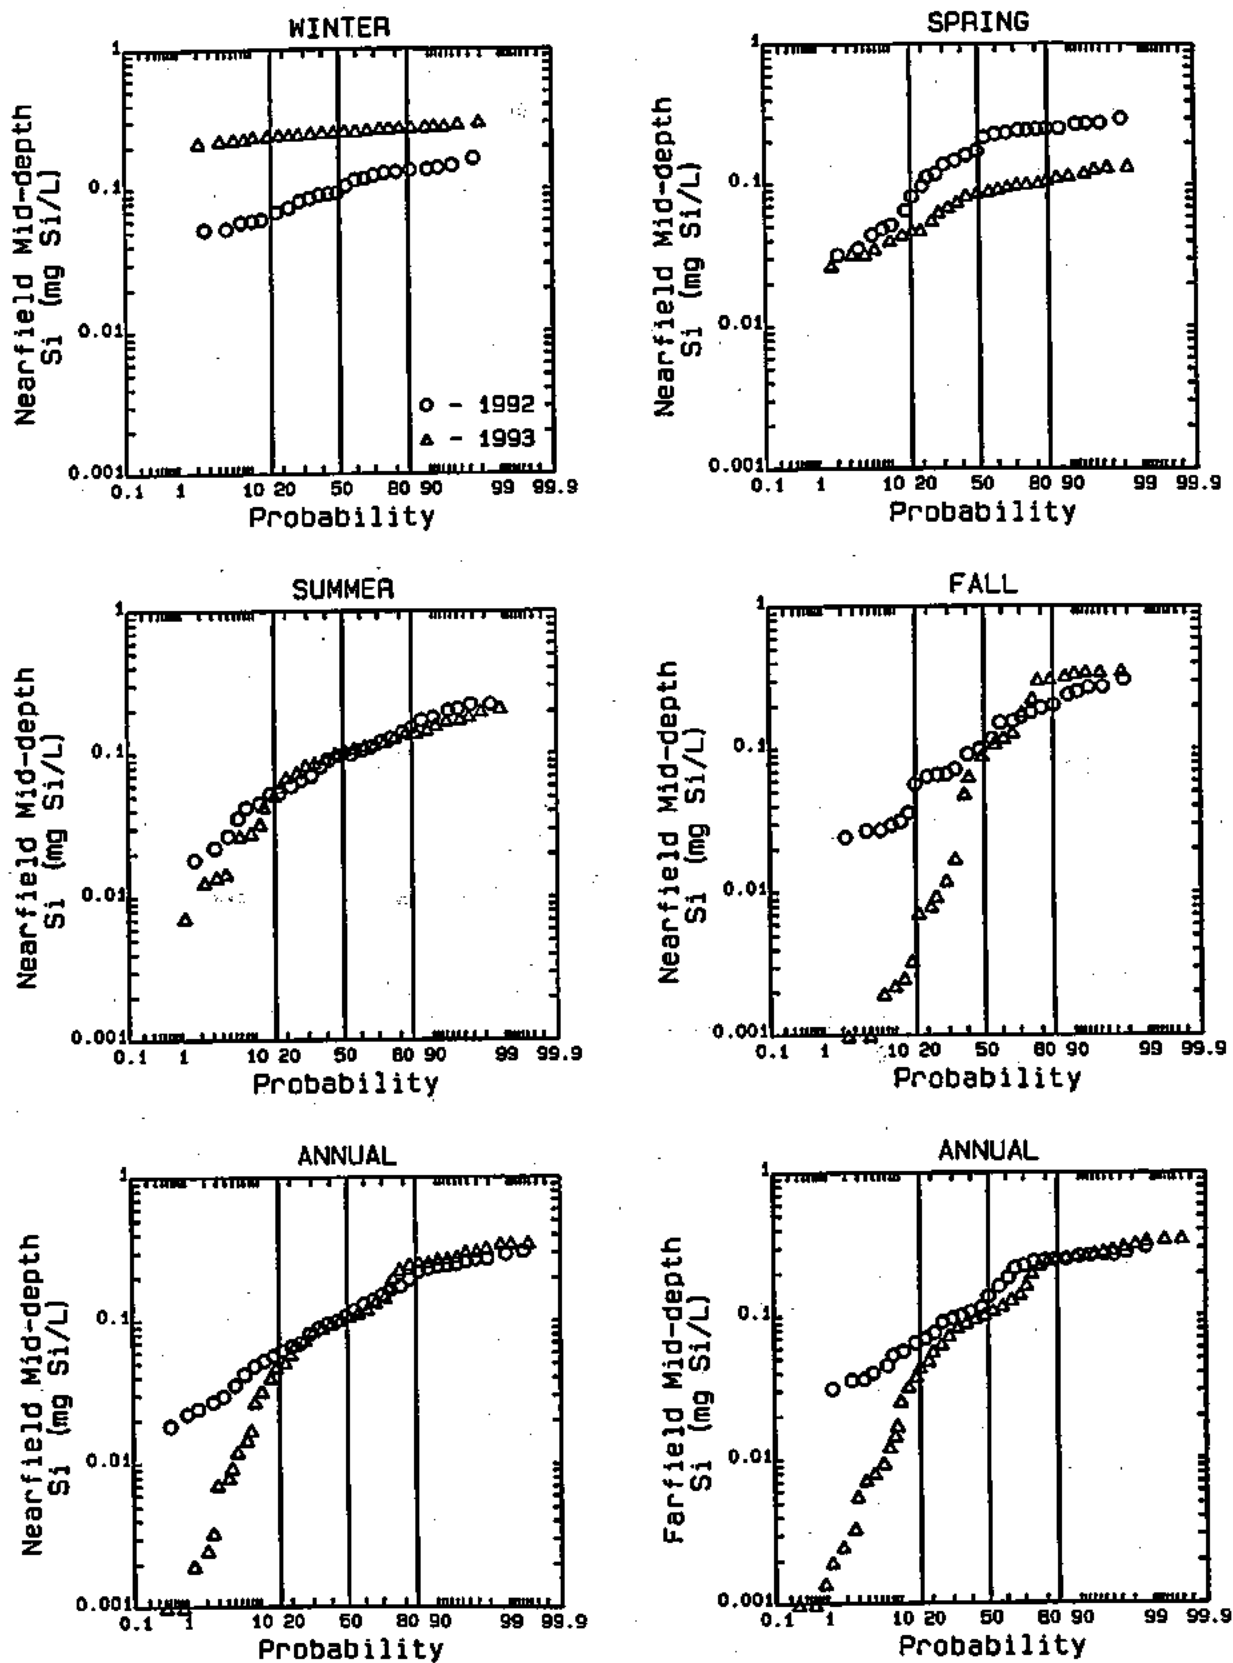 WINTER
Nearfield Mid-depth
Si (mg Si/L)
1
0.1
0.01
0.001
O - 1992
△ - 1993
0.1 1 10 20 50 80 90 99 99.9
Probability
SPRING
Nearfield Mid-depth
Si (mg Si/L)
1
0.1
0.01
0.001
0.1 1 10 20 50 80 90 99 99.9
Probability
SUMMER
Nearfield Mid-depth
Si (mg Si/L)
1
0.1
0.01
0.001
0.1 1 10 20 50 80 90 99 99.9
Probability
FALL
Nearfield Mid-depth
Si (mg Si/L)
1
0.1
0.01
0.001
0.1 1 10 20 50 80 90 99 99.9
Probability
ANNUAL
Nearfield Mid-depth
Si (mg Si/L)
1
0.1
0.01
0.001
0.1 1 10 20 50 80 90 99 99.9
Probability
ANNUAL
Farfield Mid-depth
Si (mg Si/L)
1
0.1
0.01
0.001
0.1 1 10 20 50 80 90 99 99.9
Probability